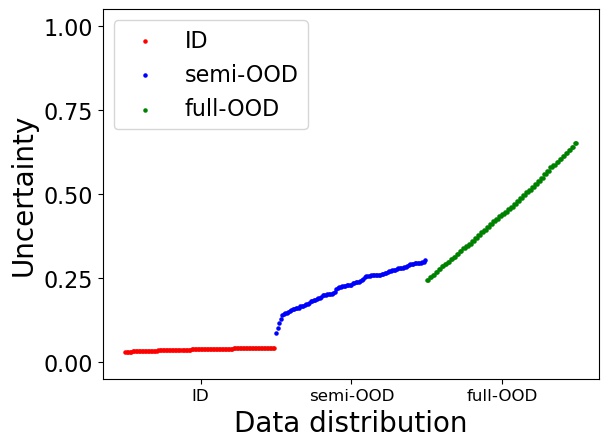 1.00
0.75
0.50
0.25
0.00
Uncertainty
ID
semi-OOD
full-OOD
ID semi-OOD full-OOD
Data distribution